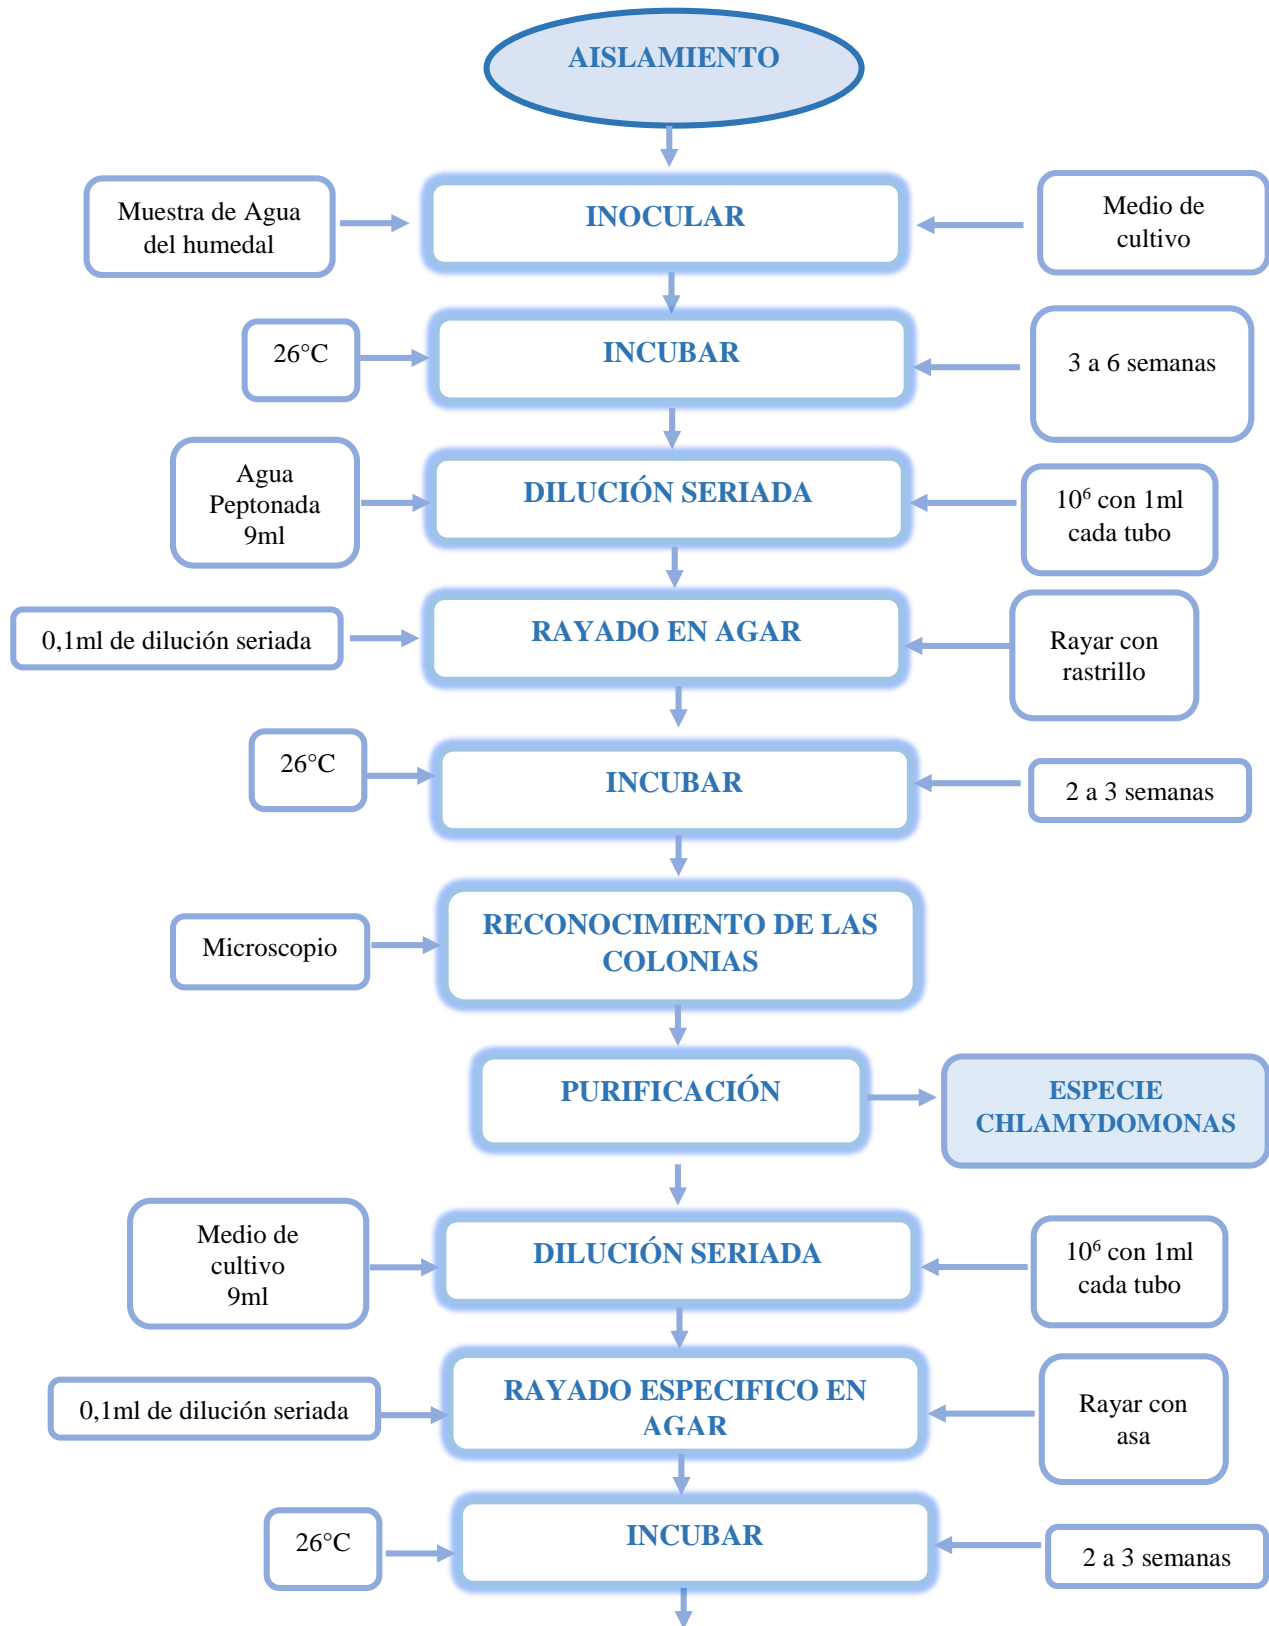 AISLAMIENTO
Muestra de Agua
del humedal
INOCULAR
Medio de
cultivo
26°C
INCUBAR
3 a 6 semanas
Agua
Peptonada
9ml
DILUCIÓN SERIADA
10⁶ con 1ml
cada tubo
0,1ml de dilución seriada
RAYADO EN AGAR
Rayar con
rastrillo
26°C
INCUBAR
2 a 3 semanas
Microscopio
RECONOCIMIENTO DE LAS
COLONIAS
PURIFICACIÓN
ESPECIE
CHLAMYDOMONAS
Medio de
cultivo
9ml
DILUCIÓN SERIADA
10⁶ con 1ml
cada tubo
0,1ml de dilución seriada
RAYADO ESPECIFICO EN
AGAR
Rayar con
asa
26°C
INCUBAR
2 a 3 semanas